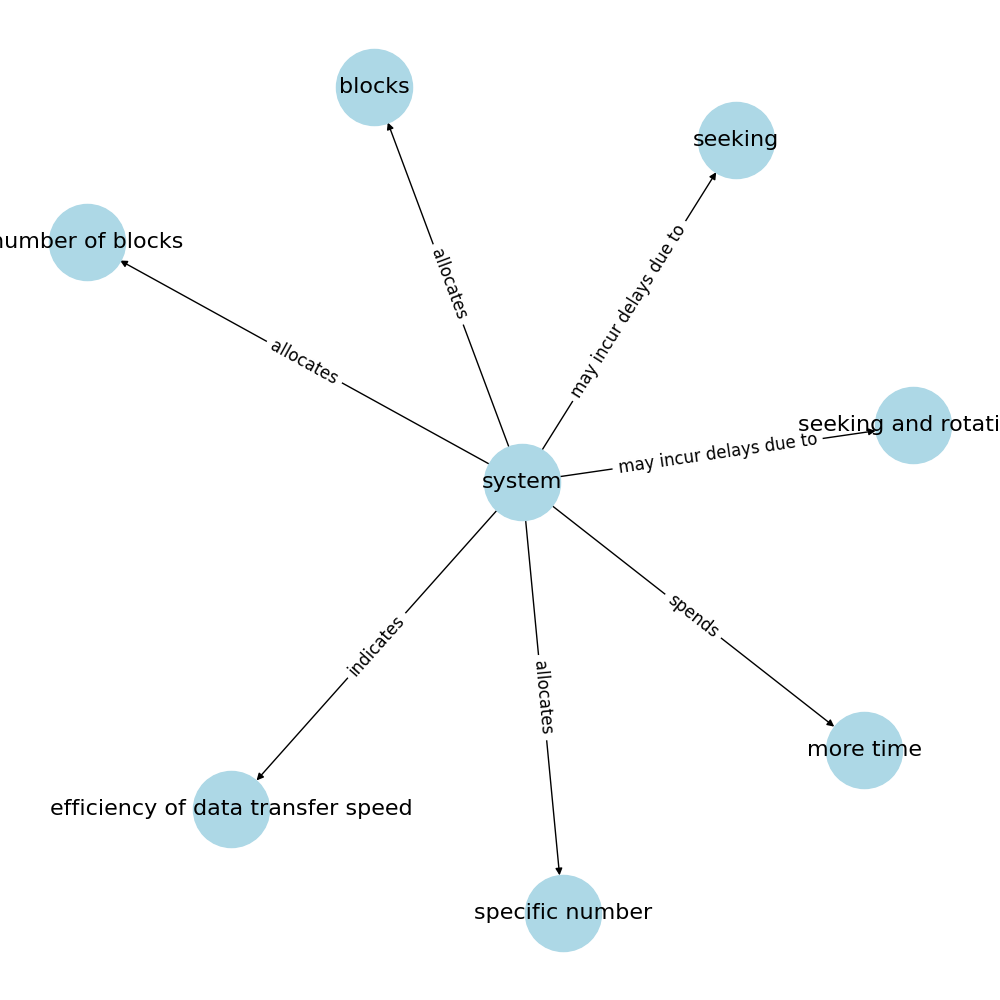 blocks
seeking
number of blocks
allocates
may incur delays due to
allocates
seeking and rotati
may incur delays due to
system
spends
indicates
allocates
more time
efficiency of data transfer speed
specific number